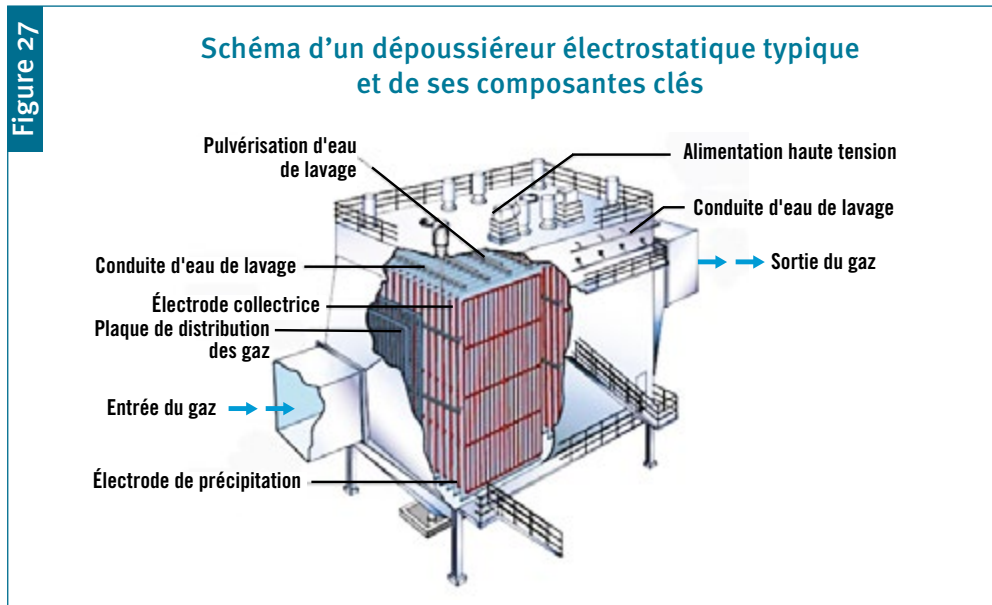 Figure 27
Schéma d'un dépoussiéreur électrostatique typique
et de ses composantes clés
Pulvérisation d'eau
de lavage
Alimentation haute tension
Conduite d'eau de lavage
Conduite d'eau de lavage
Sortie du gaz
Électrode collectrice
Plaque de distribution
des gaz
Entrée du gaz
Électrode de précipitation